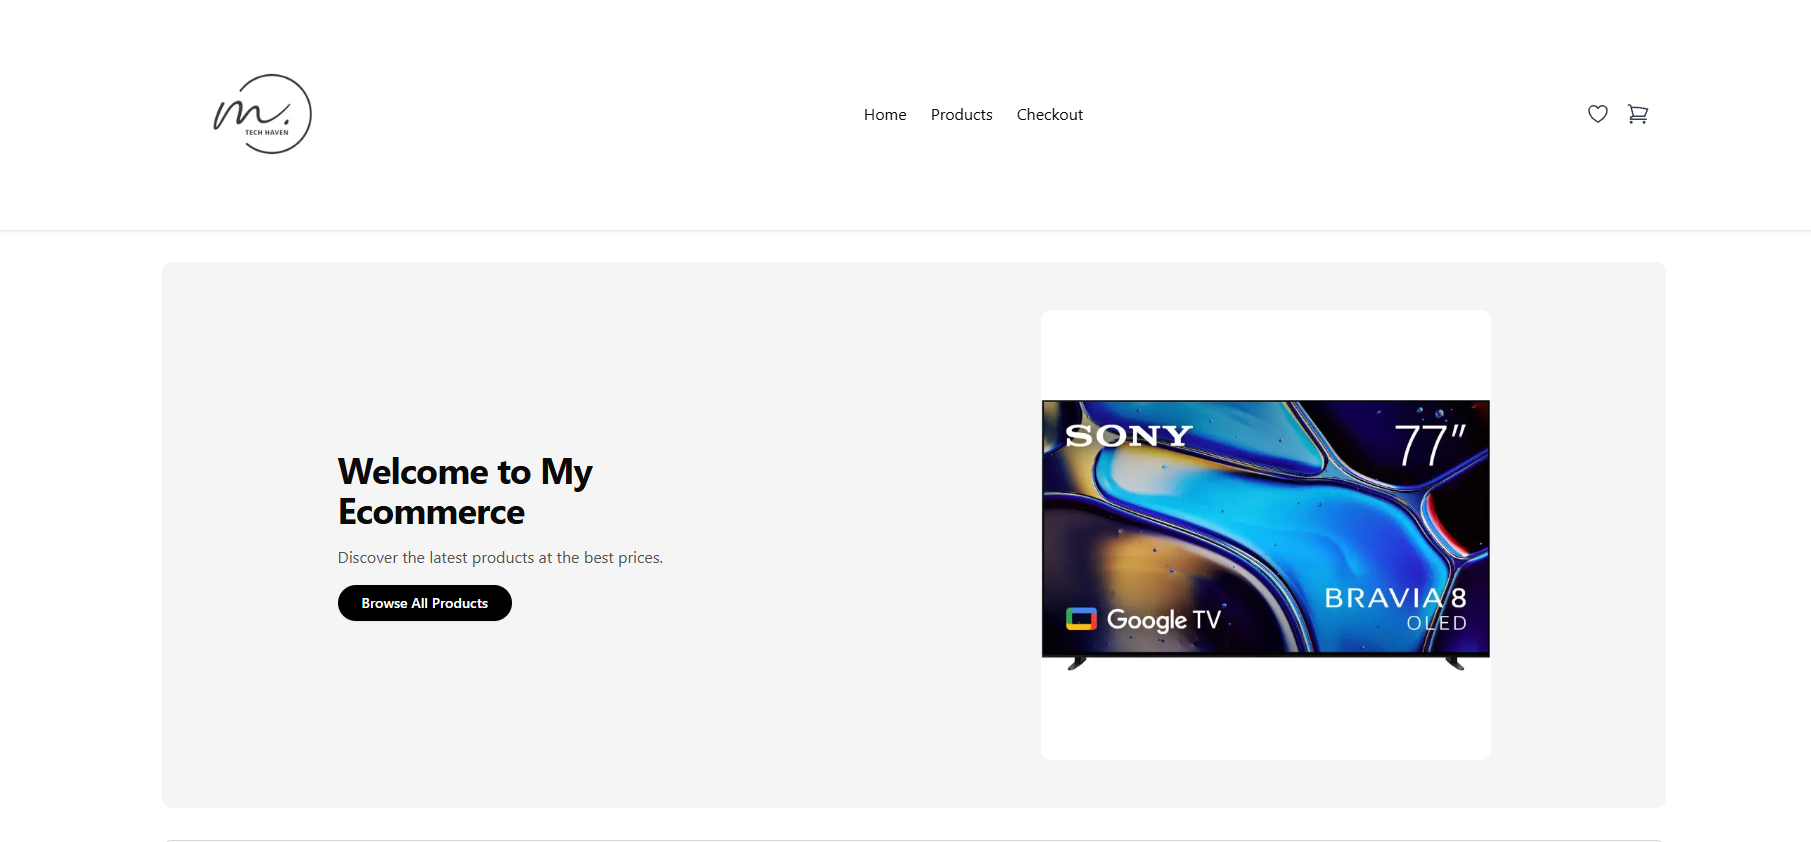 m.
TECH HAVEN
Home
Products
Checkout
Welcome to My
Ecommerce
Discover the latest products at the best prices.
Browse All Products
SONY
77”
BRAVIA 8
OLED
Google TV